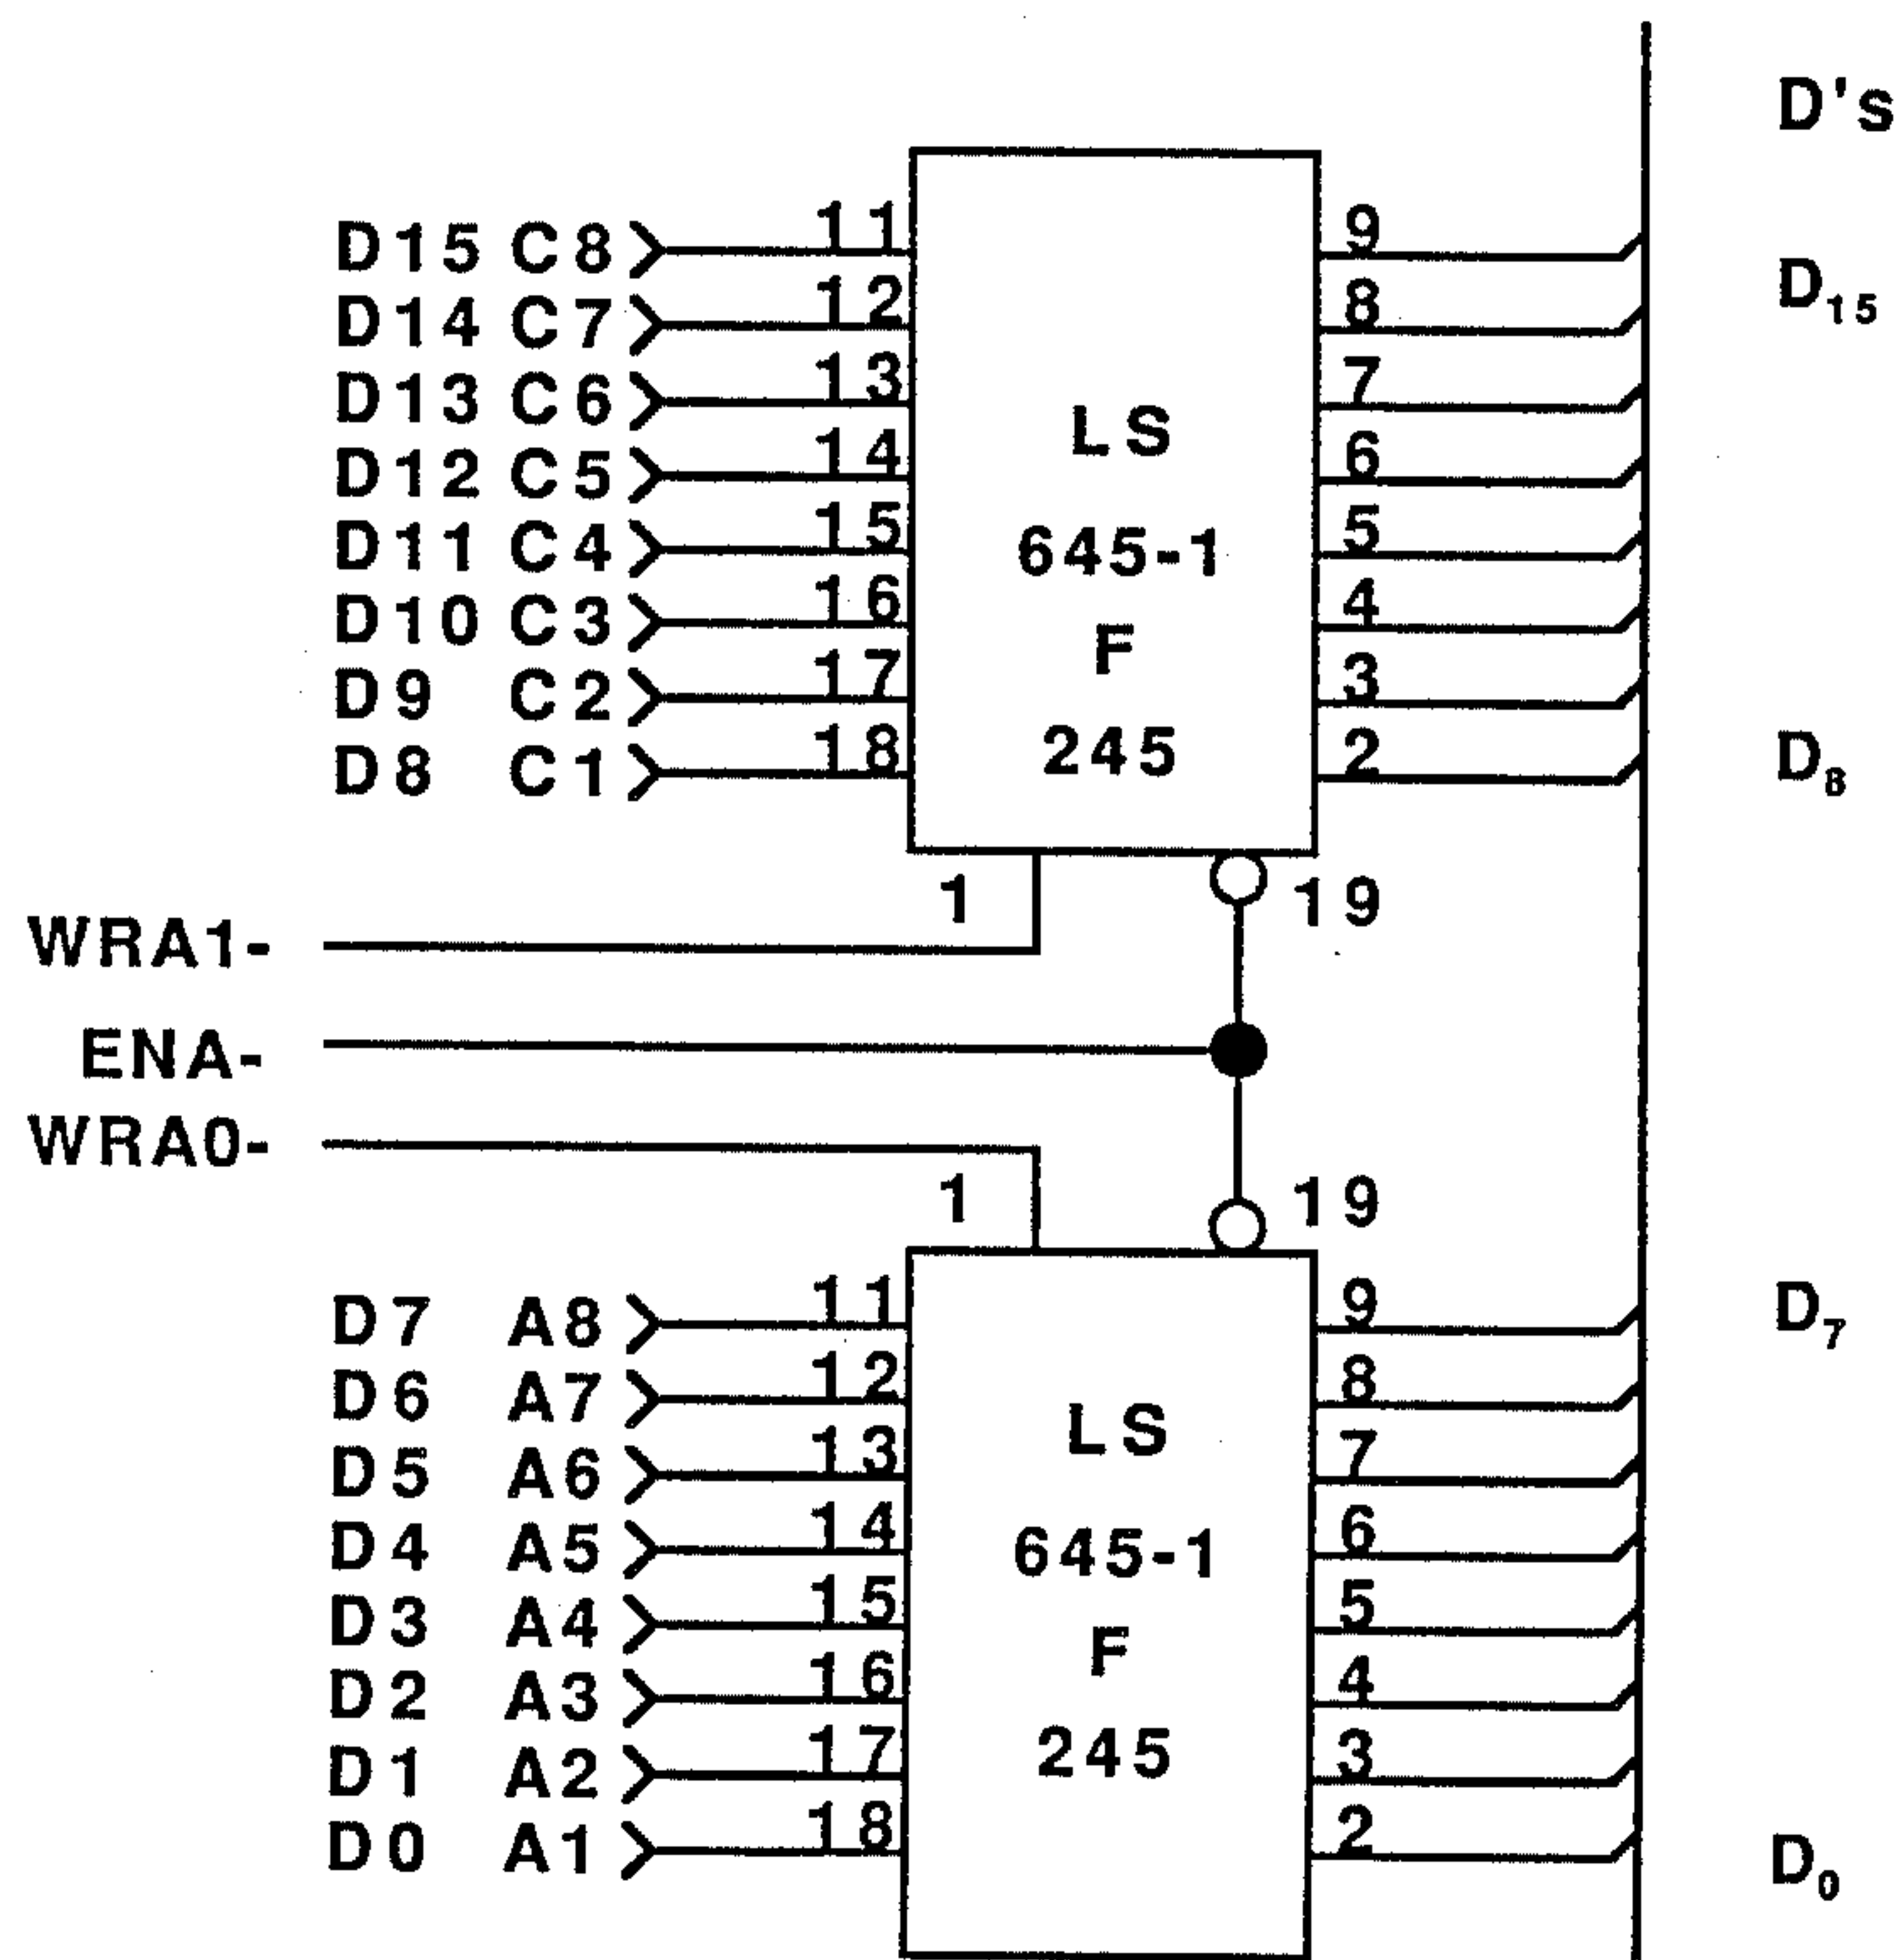 D's
D15 C8 11 9
D₁₅
D14 C7 12 8
D13 C6 13 7
LS
D12 C5 14 6
D11 C4 15 5
645-1
D10 C3 16 4
F
D9 C2 17 3
D8 C1 18 245 2 D₈
1 19
WRA1-
ENA-
WRA0-
1 19
D7 A8 11 9 D₇
D6 A7 12 8
LS
D5 A6 13 7
D4 A5 14 645-1 6
D3 A4 15 5
F
D2 A3 16 4
D1 A2 17 245 3
D0 A1 18 2 D₀